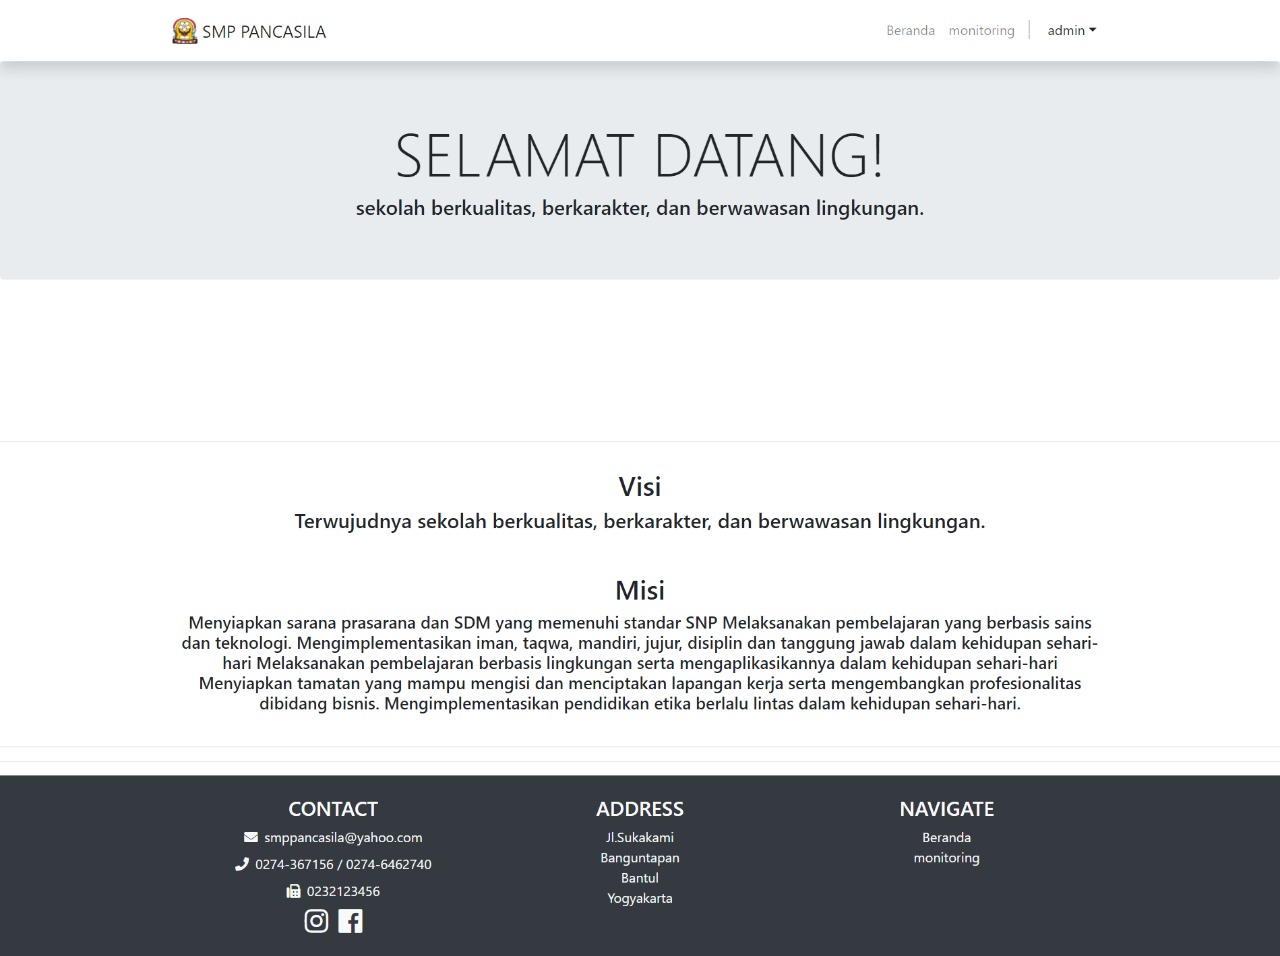 SMP PANCASILA
Beranda monitoring admin
SELAMAT DATANG!
sekolah berkualitas, berkarakter, dan berwawasan lingkungan.
Visi
Terwujudnya sekolah berkualitas, berkarakter, dan berwawasan lingkungan.
Misi
Menyiapkan sarana prasarana dan SDM yang memenuhi standar SNP Melaksanakan pembelajaran yang berbasis sains
dan teknologi. Mengimplementasikan iman, taqwa, mandiri, jujur, disiplin dan tanggung jawab dalam kehidupan sehari-
hari Melaksanakan pembelajaran berbasis lingkungan serta mengaplikasikannya dalam kehidupan sehari-hari
Menyiapkan tamatan yang mampu mengisi dan menciptakan lapangan kerja serta mengembangkan profesionalitas
dibidang bisnis. Mengimplementasikan pendidikan etika berlalu lintas dalam kehidupan sehari-hari.
CONTACT
smppancasila@yahoo.com
0274-367156 / 0274-6462740
0232123456
ADDRESS
Jl.Sukakami
Banguntapan
Bantul
Yogyakarta
NAVIGATE
Beranda
monitoring